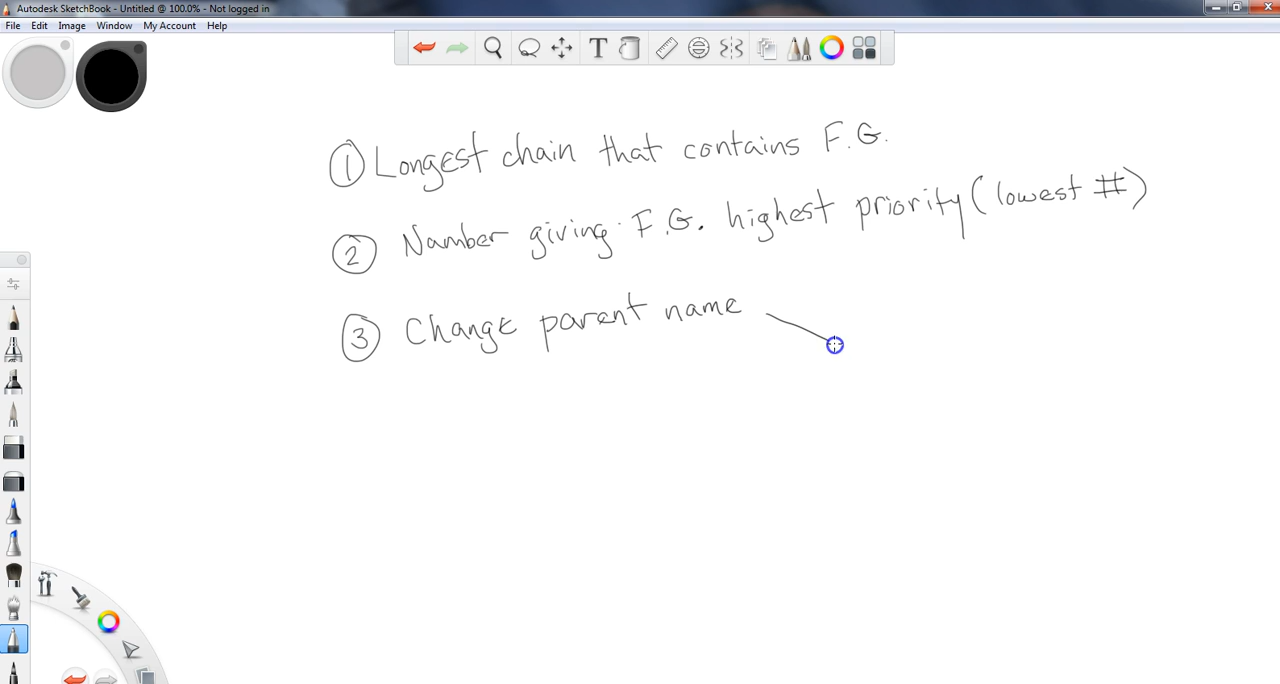 Autodesk SketchBook - Untitled @ 100.0% - Not logged in
File Edit Image Window My Account Help
① Longest chain that contains F.G.
② Number giving F.G. highest priority (lowest #)
③ Change parent name